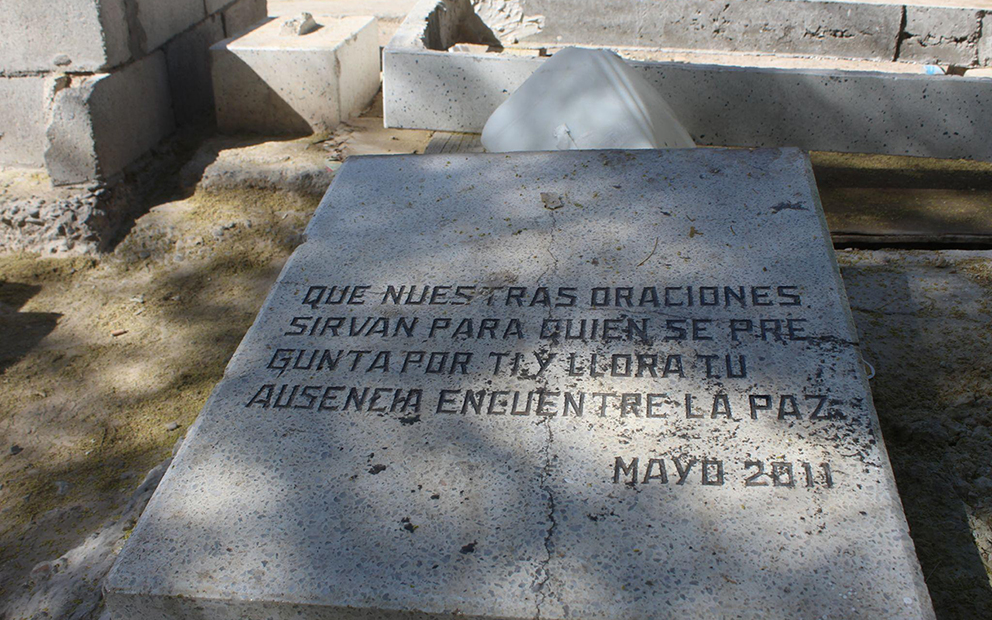 QUE NUESTRAS ORACIONES
SIRVAN PARA QUIEN SE PRE
GUNTA POR TI Y LLORA TU
AUSENCIA ENCUENTRE LA PAZ
MAYO 2011